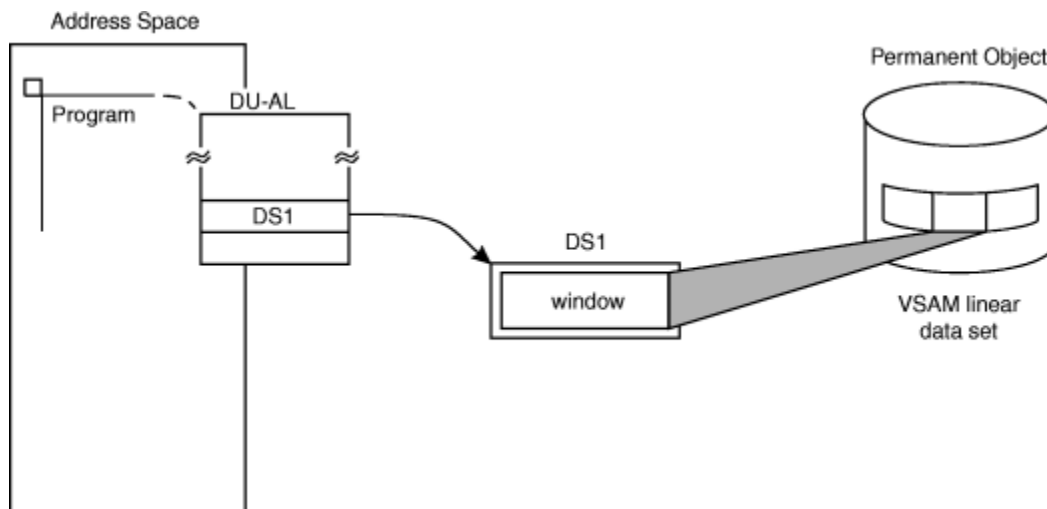 Address Space
Permanent Object
DU-AL
Program
DS1
DS1
window
VSAM linear
data set